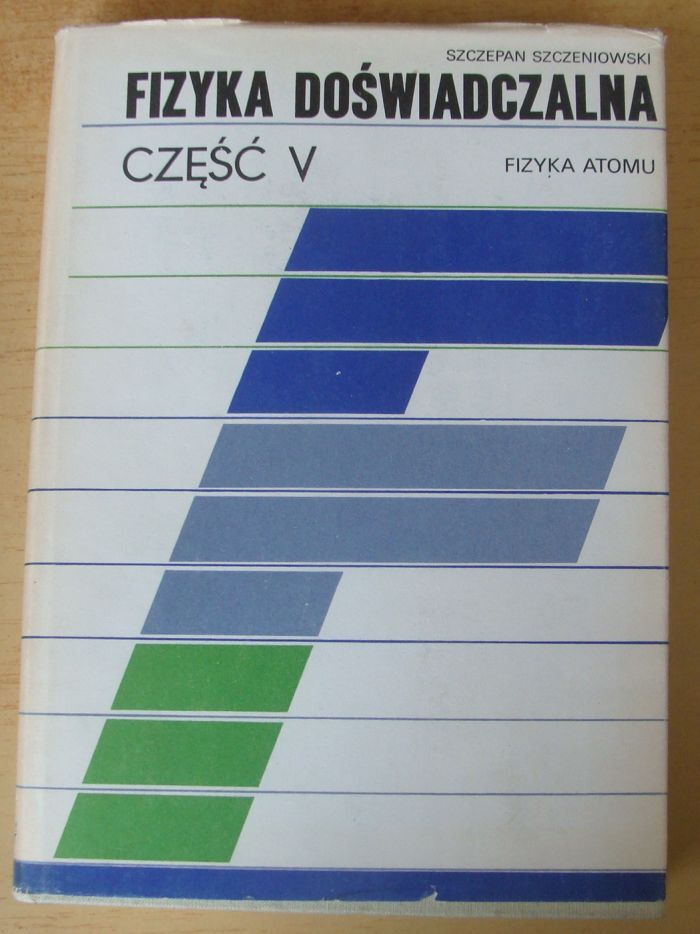 SZCZEPAN SZCZENIOWSKI
FIZYKA DOŚWIADCZALNA
CZĘŚĆ V
FIZYKA ATOMU